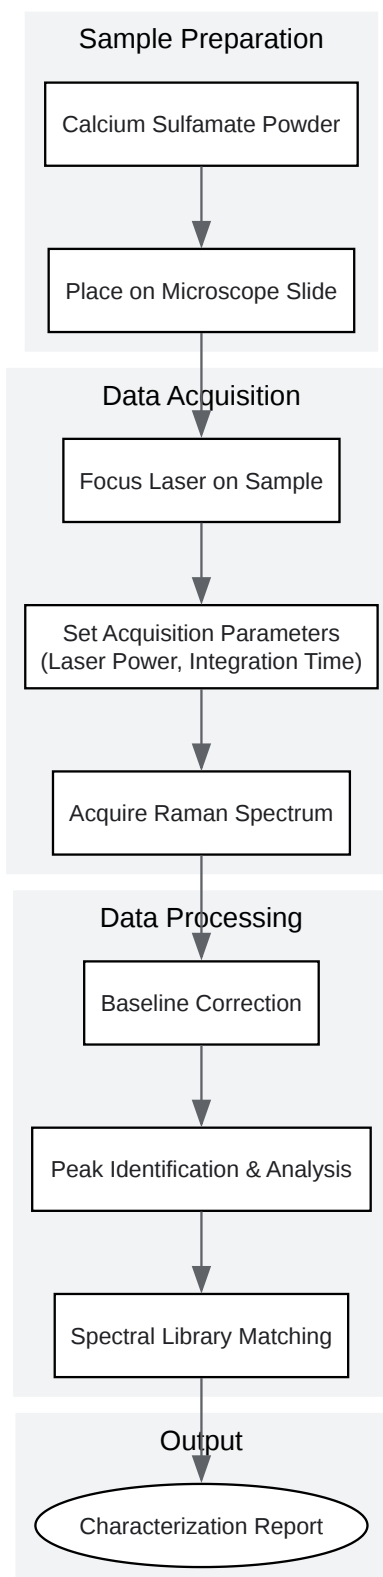 Sample Preparation
Calcium Sulfamate Powder
Place on Microscope Slide
Data Acquisition
Focus Laser on Sample
Set Acquisition Parameters
(Laser Power, Integration Time)
Acquire Raman Spectrum
Data Processing
Baseline Correction
Peak Identification & Analysis
Spectral Library Matching
Output
Characterization Report